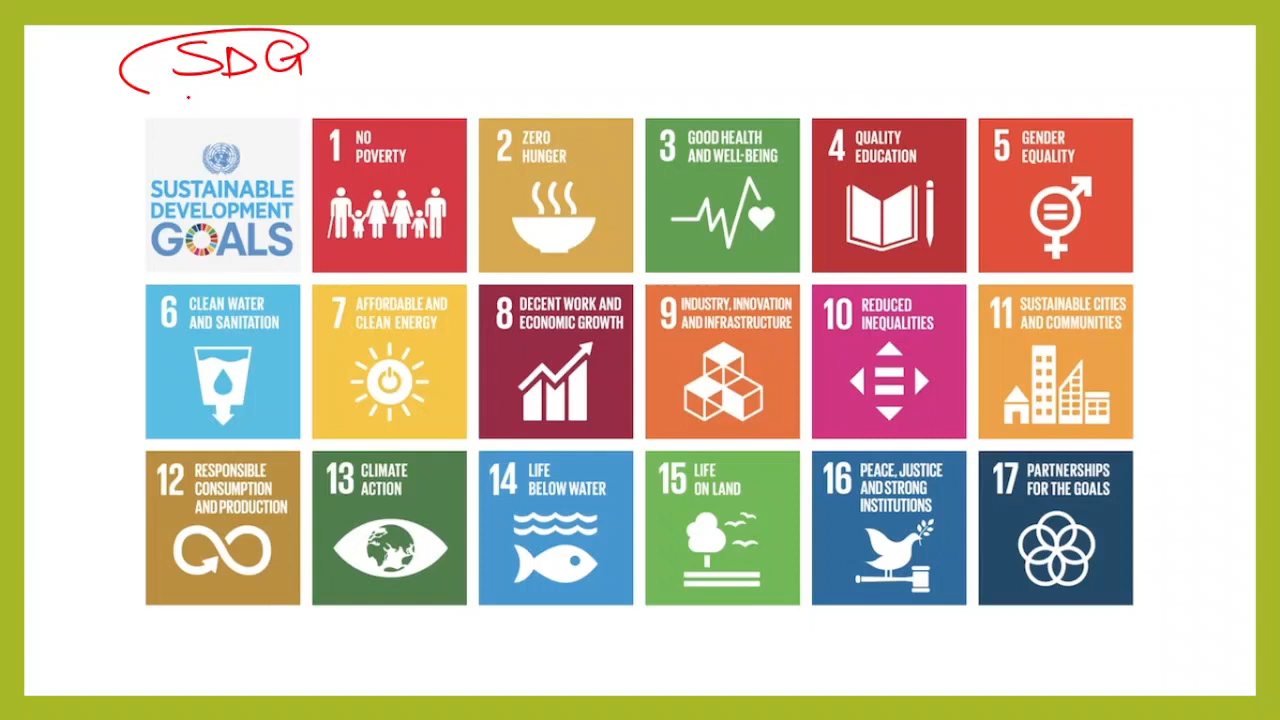 SDG
SUSTAINABLE
DEVELOPMENT
GOALS
1 NO
POVERTY
2 ZERO
HUNGER
3 GOOD HEALTH
AND WELL-BEING
4 QUALITY
EDUCATION
5 GENDER
EQUALITY
6 CLEAN WATER
AND SANITATION
7 AFFORDABLE AND
CLEAN ENERGY
8 DECENT WORK AND
ECONOMIC GROWTH
9 INDUSTRY, INNOVATION
AND INFRASTRUCTURE
10 REDUCED
INEQUALITIES
11 SUSTAINABLE CITIES
AND COMMUNITIES
12 RESPONSIBLE
CONSUMPTION
AND PRODUCTION
13 CLIMATE
ACTION
14 LIFE
BELOW WATER
15 LIFE
ON LAND
16 PEACE, JUSTICE
AND STRONG
INSTITUTIONS
17 PARTNERSHIPS
FOR THE GOALS